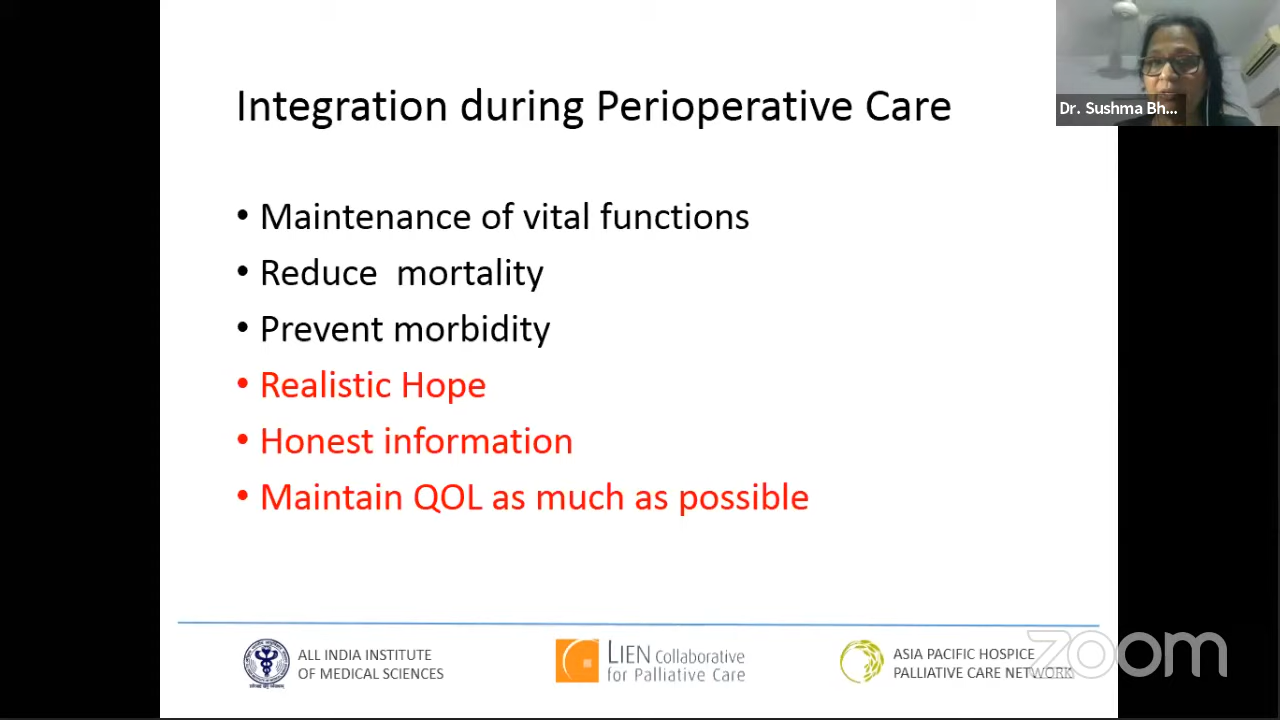 Integration during Perioperative Care
Dr. Sushma Bh...
• Maintenance of vital functions
• Reduce mortality
• Prevent morbidity
• Realistic Hope
• Honest information
• Maintain QOL as much as possible
ALL INDIA INSTITUTE
OF MEDICAL SCIENCES
LIEN Collaborative
for Palliative Care
ASIA PACIFIC HOSPICE
PALLIATIVE CARE NETWORK
zoom